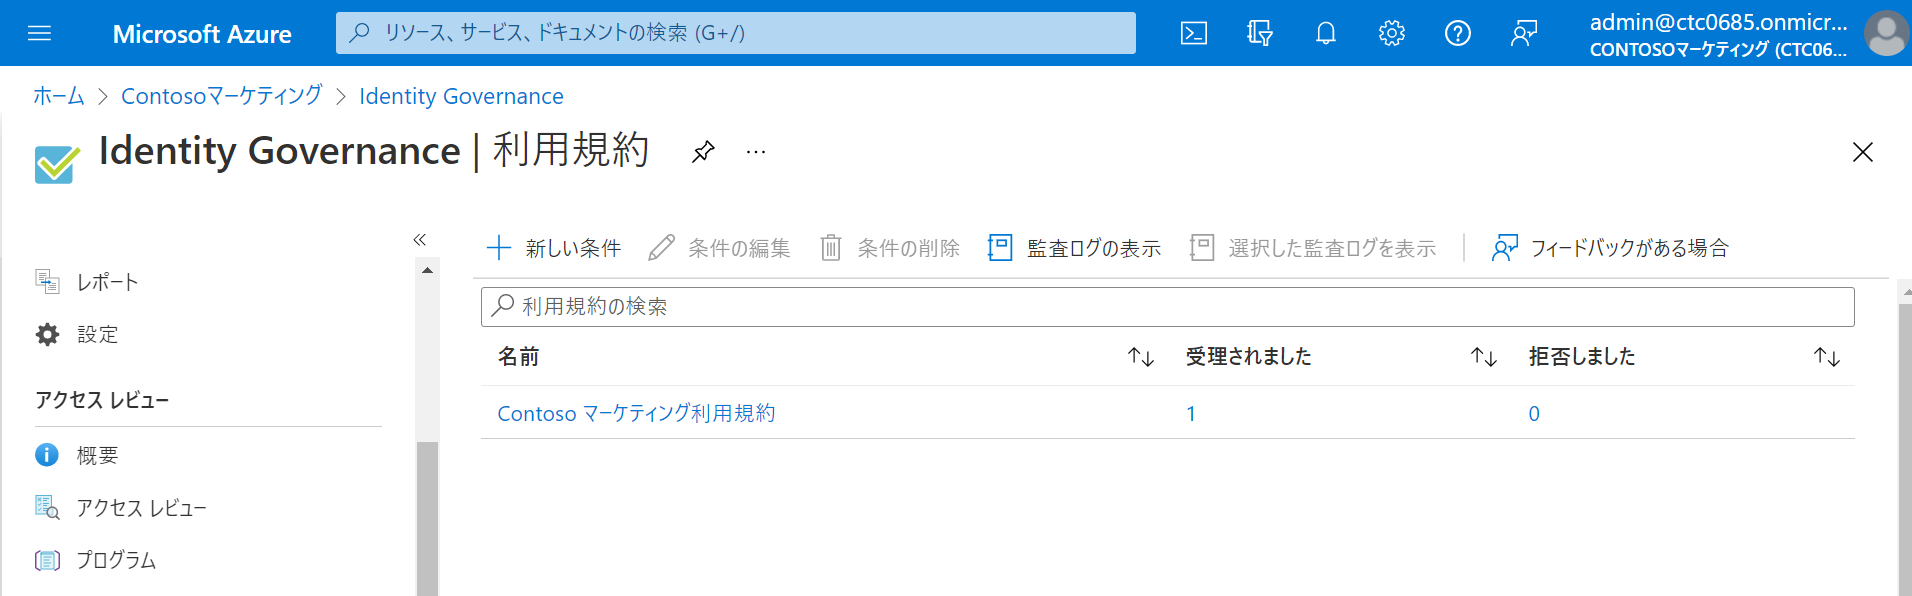 Microsoft Azure
リソース、サービス、ドキュメントの検索 (G+/)
admin@ctc0685.onmicr...
CONTOSOマーケティング (CTC06...
ホーム > Contosoマーケティング > Identity Governance
Identity Governance | 利用規約 ...
«
レポート
設定
アクセス レビュー
概要
アクセス レビュー
プログラム
新しい条件 条件の編集 条件の削除 監査ログの表示 選択した監査ログを表示 フィードバックがある場合
利用規約の検索
名前 受理されました 拒否しました
Contoso マーケティング利用規約 1 0